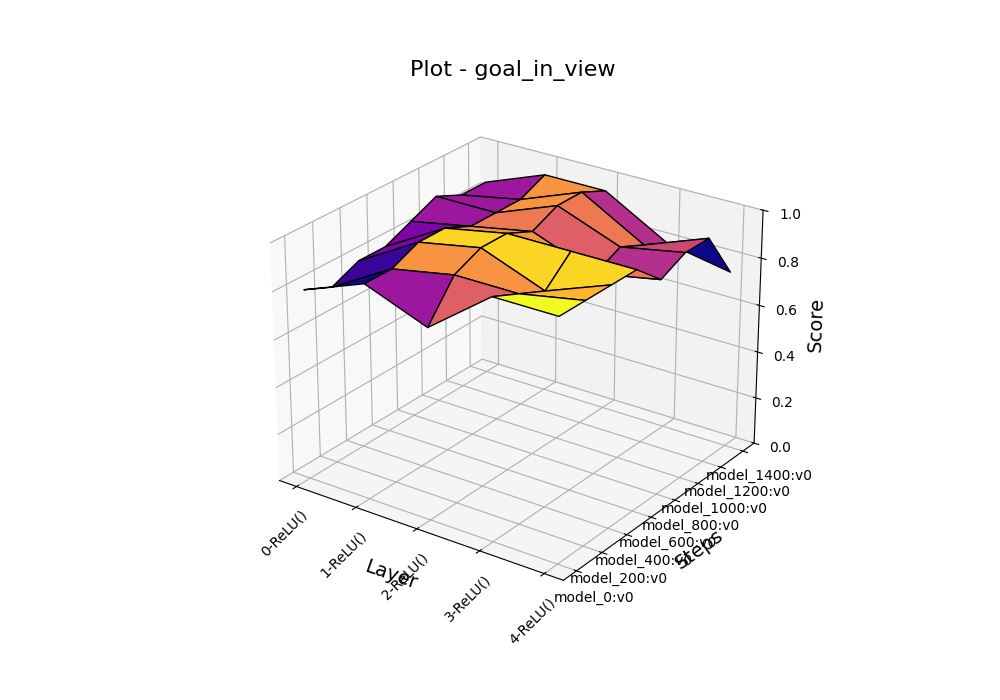 Plot - goal_in_view
1.0
0.8
0.6
0.4
0.2
0.0
Score
model_1400:v0
model_1200:v0
model_1000:v0
model_800:v0
model_600:v0
model_400:v0
model_200:v0
model_0:v0
Steps
0-ReLU()
1-ReLU()
2-ReLU()
3-ReLU()
4-ReLU()
Layer